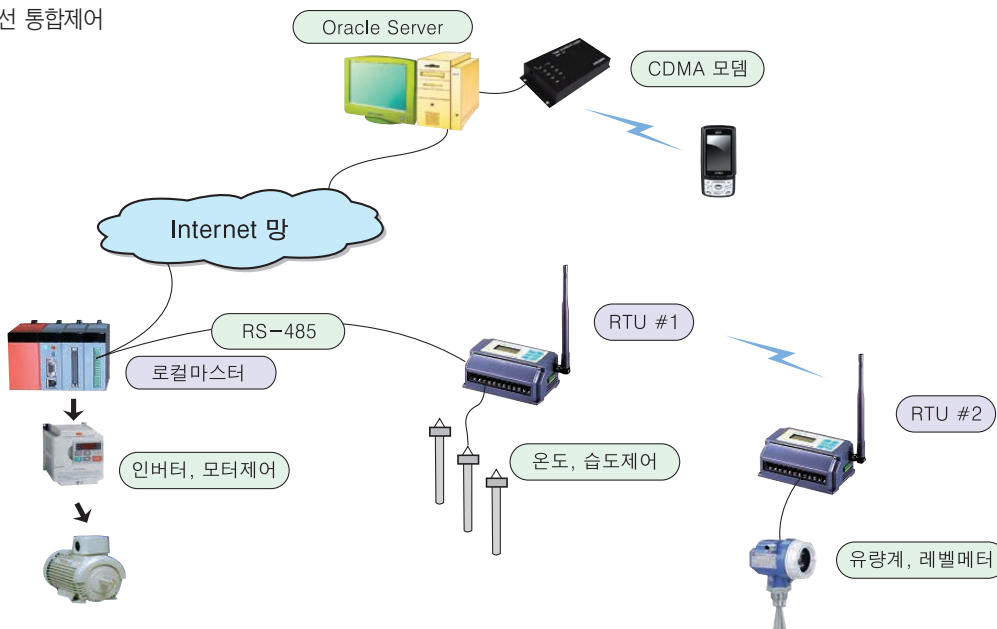 선 통합제어
Oracle Server
CDMA 모뎀
Internet 망
RS-485
RTU #1
로컬마스터
RTU #2
인버터, 모터제어
온도, 습도제어
유량계, 레벨메터